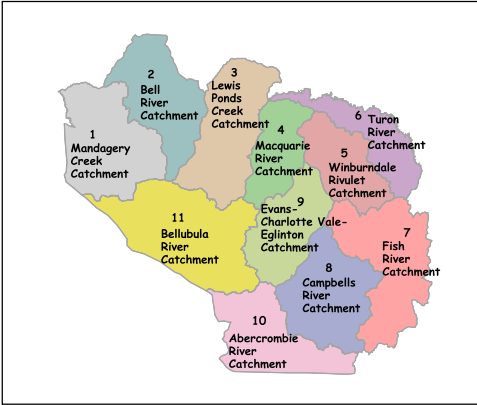 1
Mandagery
Creek
Catchment
2
Bell
River
Catchment
3
Lewis
Ponds
Creek
Catchment
4
Macquarie
River
Catchment
5
Winburndale
Rivulet
Catchment
6
Turon
River
Catchment
7
Fish
River
Catchment
8
Campbells
River
Catchment
9
Evans-
Charlotte Vale-
Eglinton
Catchment
10
Abercrombie
River
Catchment
11
Bellubula
River
Catchment